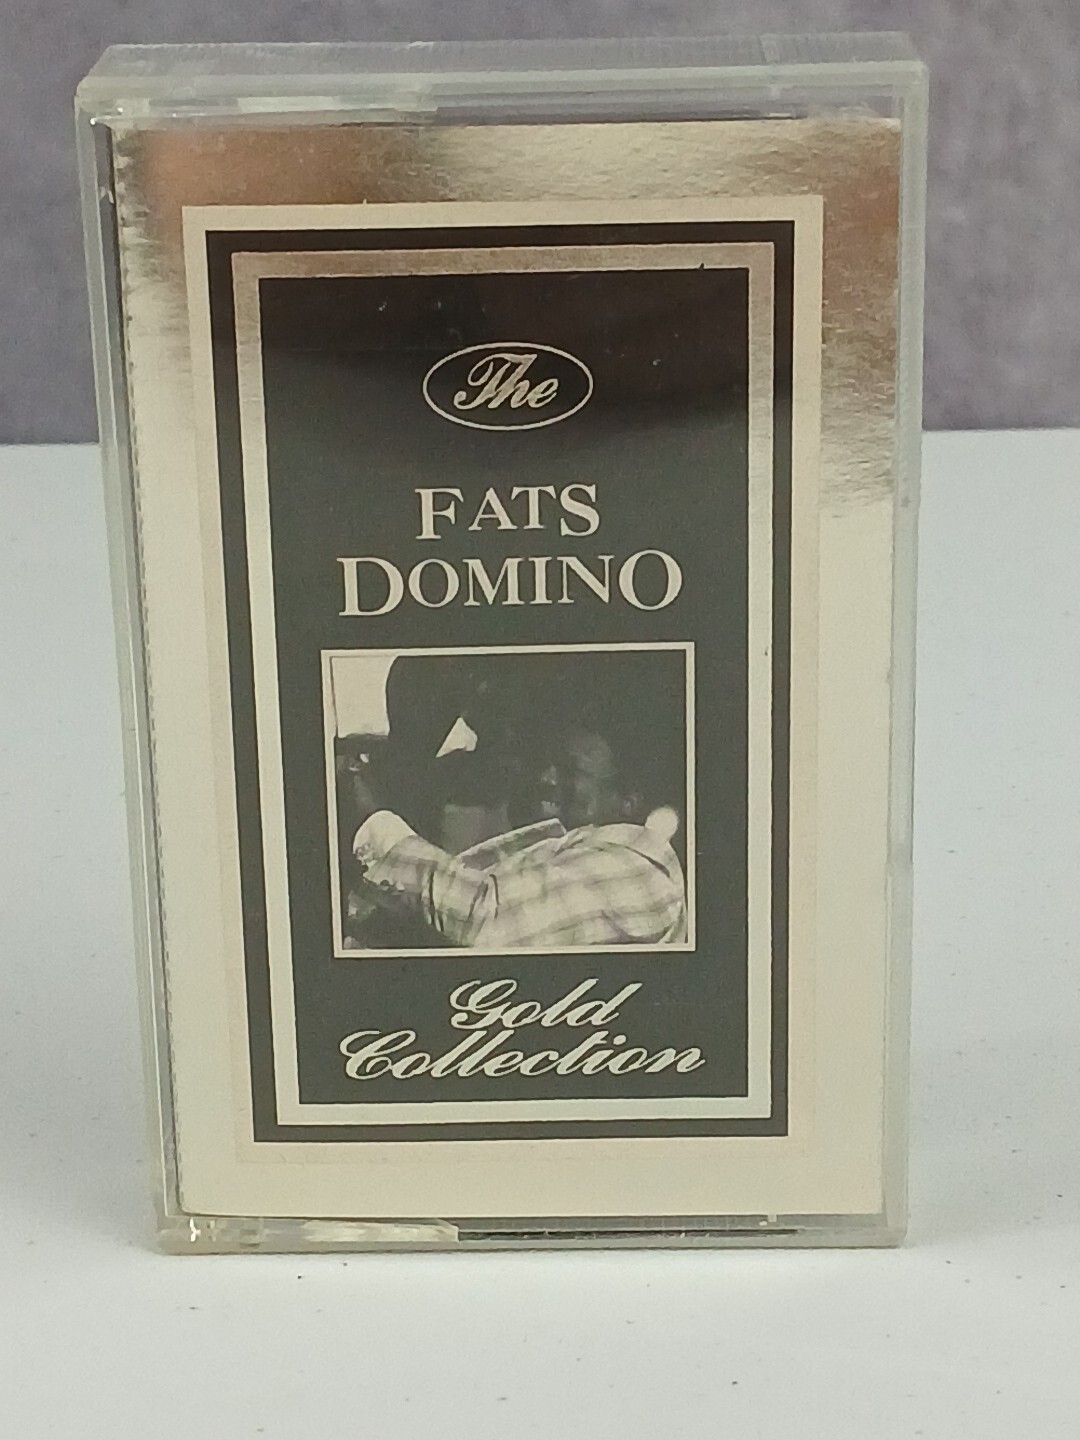 The
FATS
DOMINO
Gold
Collection